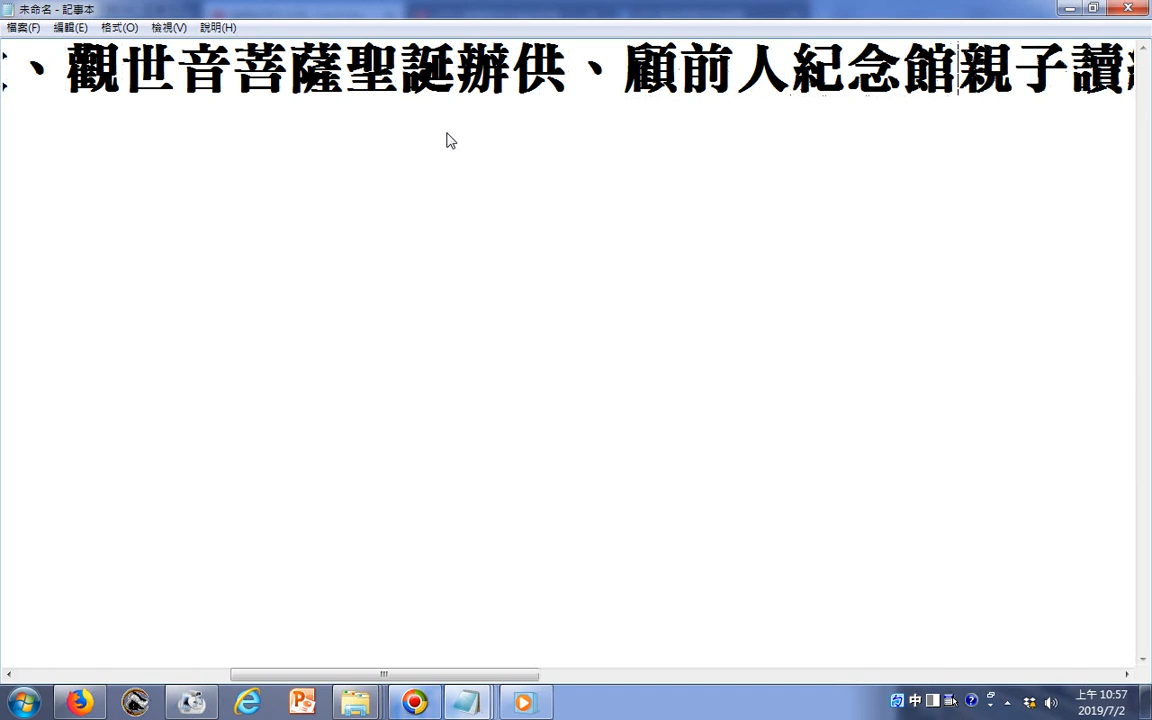 未命名 - 記事本
檔案(F) 編輯(E) 格式(O) 檢視(V) 說明(H)
、觀世音菩薩聖誕辦供、顧前人紀念館親子讀
中
上午 10:57
2019/7/2